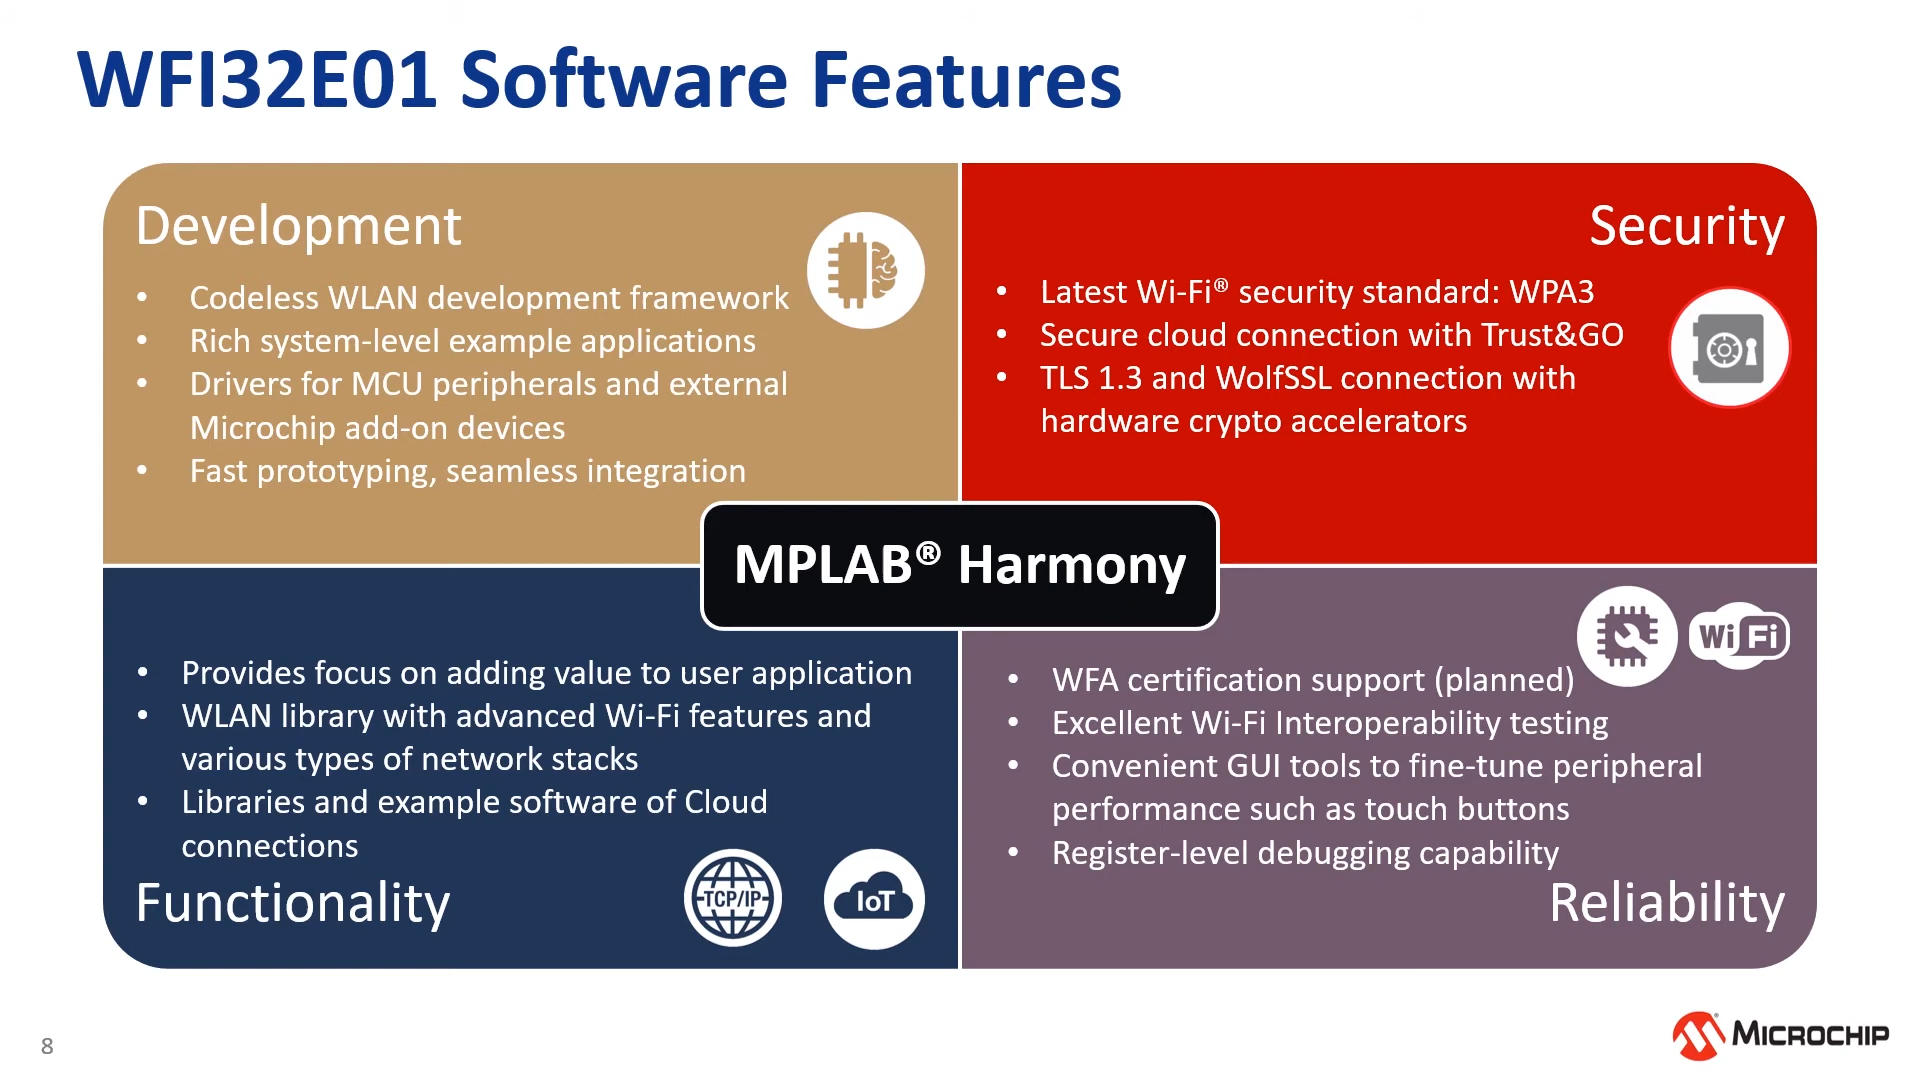 WFI32E01 Software Features
Development
• Codeless WLAN development framework
• Rich system-level example applications
• Drivers for MCU peripherals and external
Microchip add-on devices
• Fast prototyping, seamless integration
Security
• Latest Wi-Fi® security standard: WPA3
• Secure cloud connection with Trust&GO
• TLS 1.3 and WolfSSL connection with
hardware crypto accelerators
MPLAB® Harmony
• Provides focus on adding value to user application
• WLAN library with advanced Wi-Fi features and
various types of network stacks
• Libraries and example software of Cloud
connections
Functionality
TCP/IP
IoT
Wi Fi
• WFA certification support (planned)
• Excellent Wi-Fi Interoperability testing
• Convenient GUI tools to fine-tune peripheral
performance such as touch buttons
• Register-level debugging capability
Reliability
8
MICROCHIP